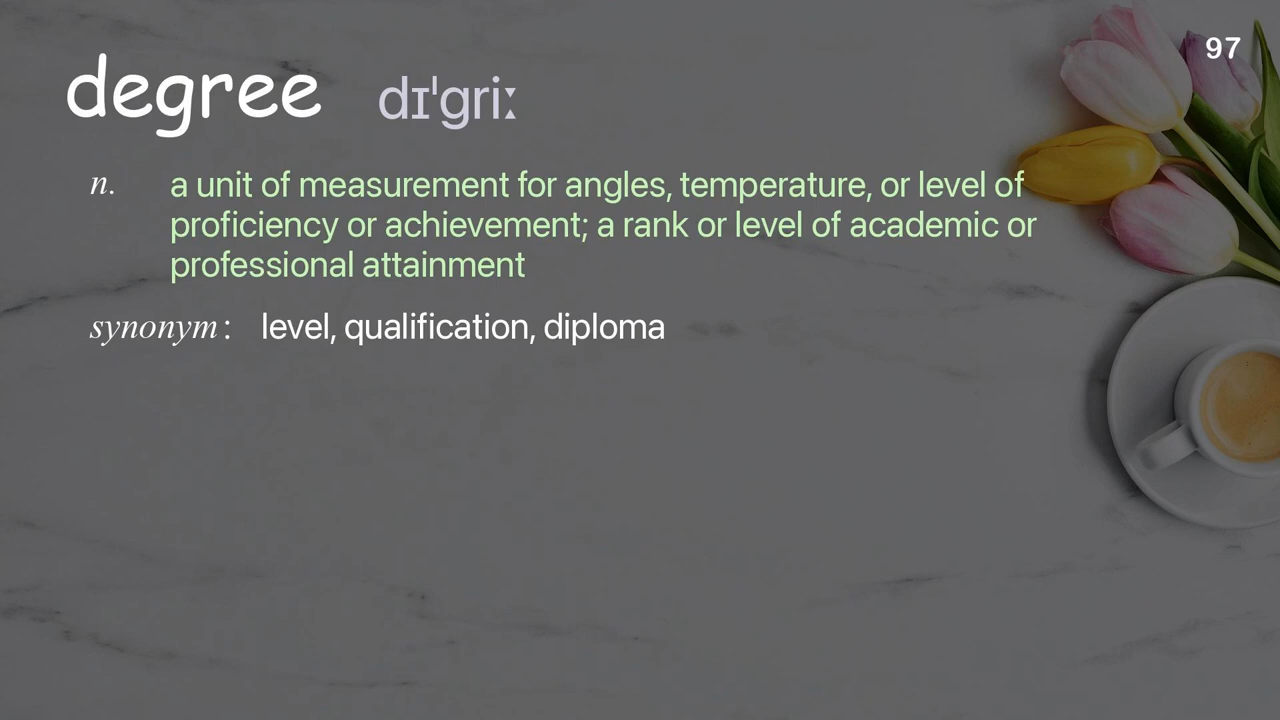 97
degree dɪˈɡriː
n. a unit of measurement for angles, temperature, or level of
proficiency or achievement; a rank or level of academic or
professional attainment
synonym : level, qualification, diploma